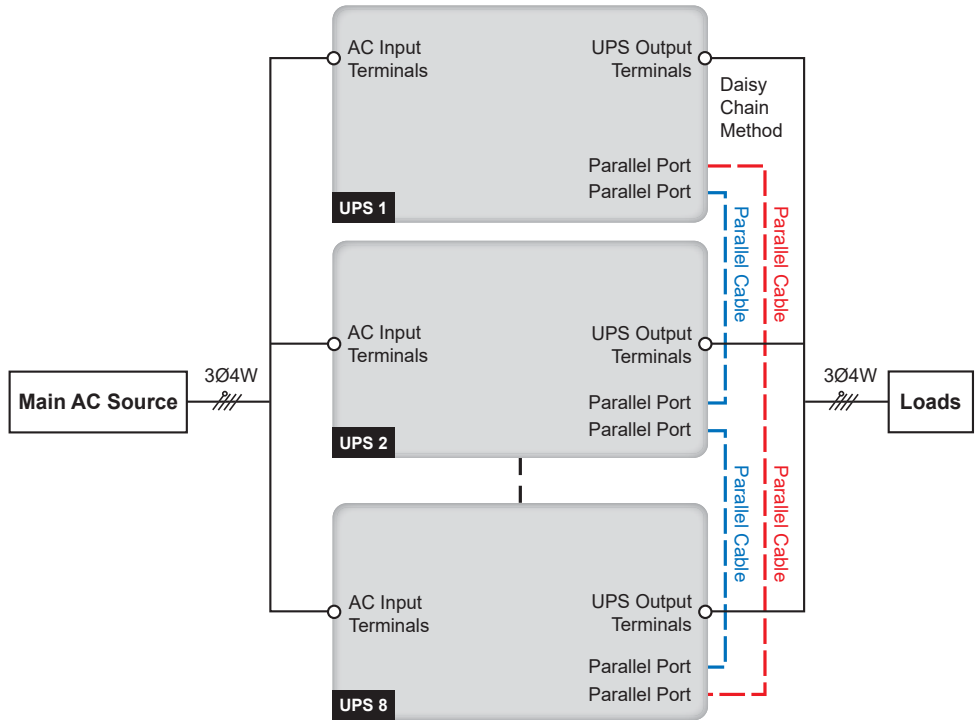 AC Input
Terminals
UPS Output
Terminals
Daisy
Chain
Method
Parallel Port
Parallel Port
UPS 1
Parallel Cable
Parallel Cable
AC Input
Terminals
UPS Output
Terminals
Main AC Source
3Ø4W
3Ø4W
Loads
Parallel Port
Parallel Port
UPS 2
Parallel Cable
Parallel Cable
AC Input
Terminals
UPS Output
Terminals
Parallel Port
Parallel Port
UPS 8